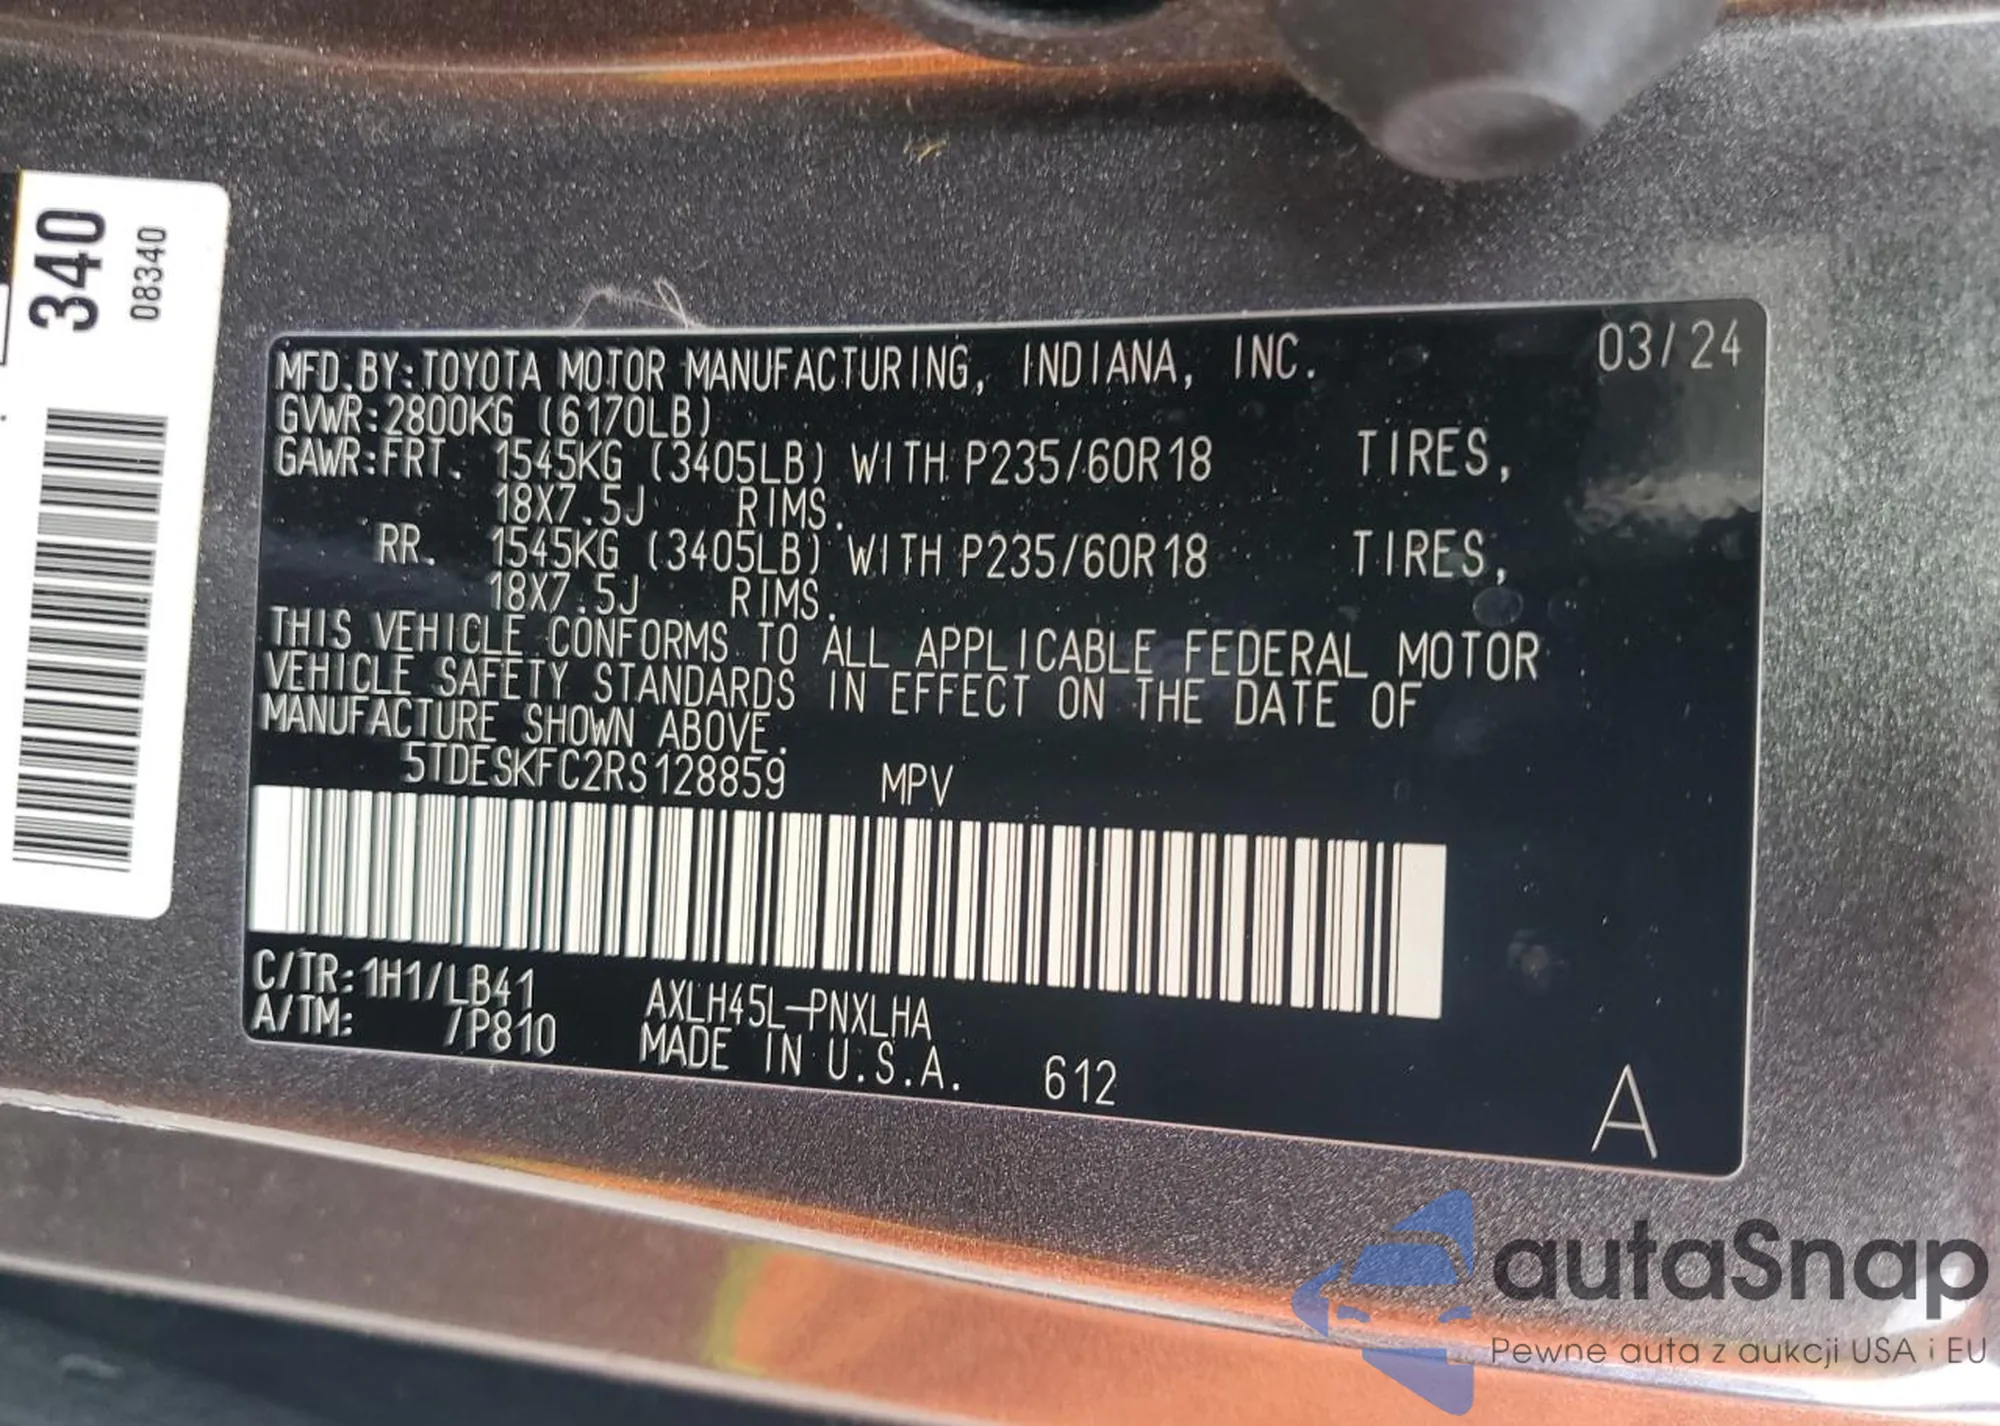 340
08340
MFD.BY:TOYOTA MOTOR MANUFACTURING, INDIANA, INC. 03/24
GVWR:2800KG (6170LB)
GAWR:FRT. 1545KG (3405LB) WITH P235/60R18 TIRES,
18X7.5J RIMS.
RR. 1545KG (3405LB) WITH P235/60R18 TIRES,
18X7.5J RIMS.
THIS VEHICLE CONFORMS TO ALL APPLICABLE FEDERAL MOTOR
VEHICLE SAFETY STANDARDS IN EFFECT ON THE DATE OF
MANUFACTURE SHOWN ABOVE.
5TDESKFC2RS128859 MPV
C/TR:1H1/LB41 AXLH45L-PNXLHA
A/TM: /P810 MADE IN U.S.A. 612
A
autaSnap
Pewne auta z aukcji USA i EU